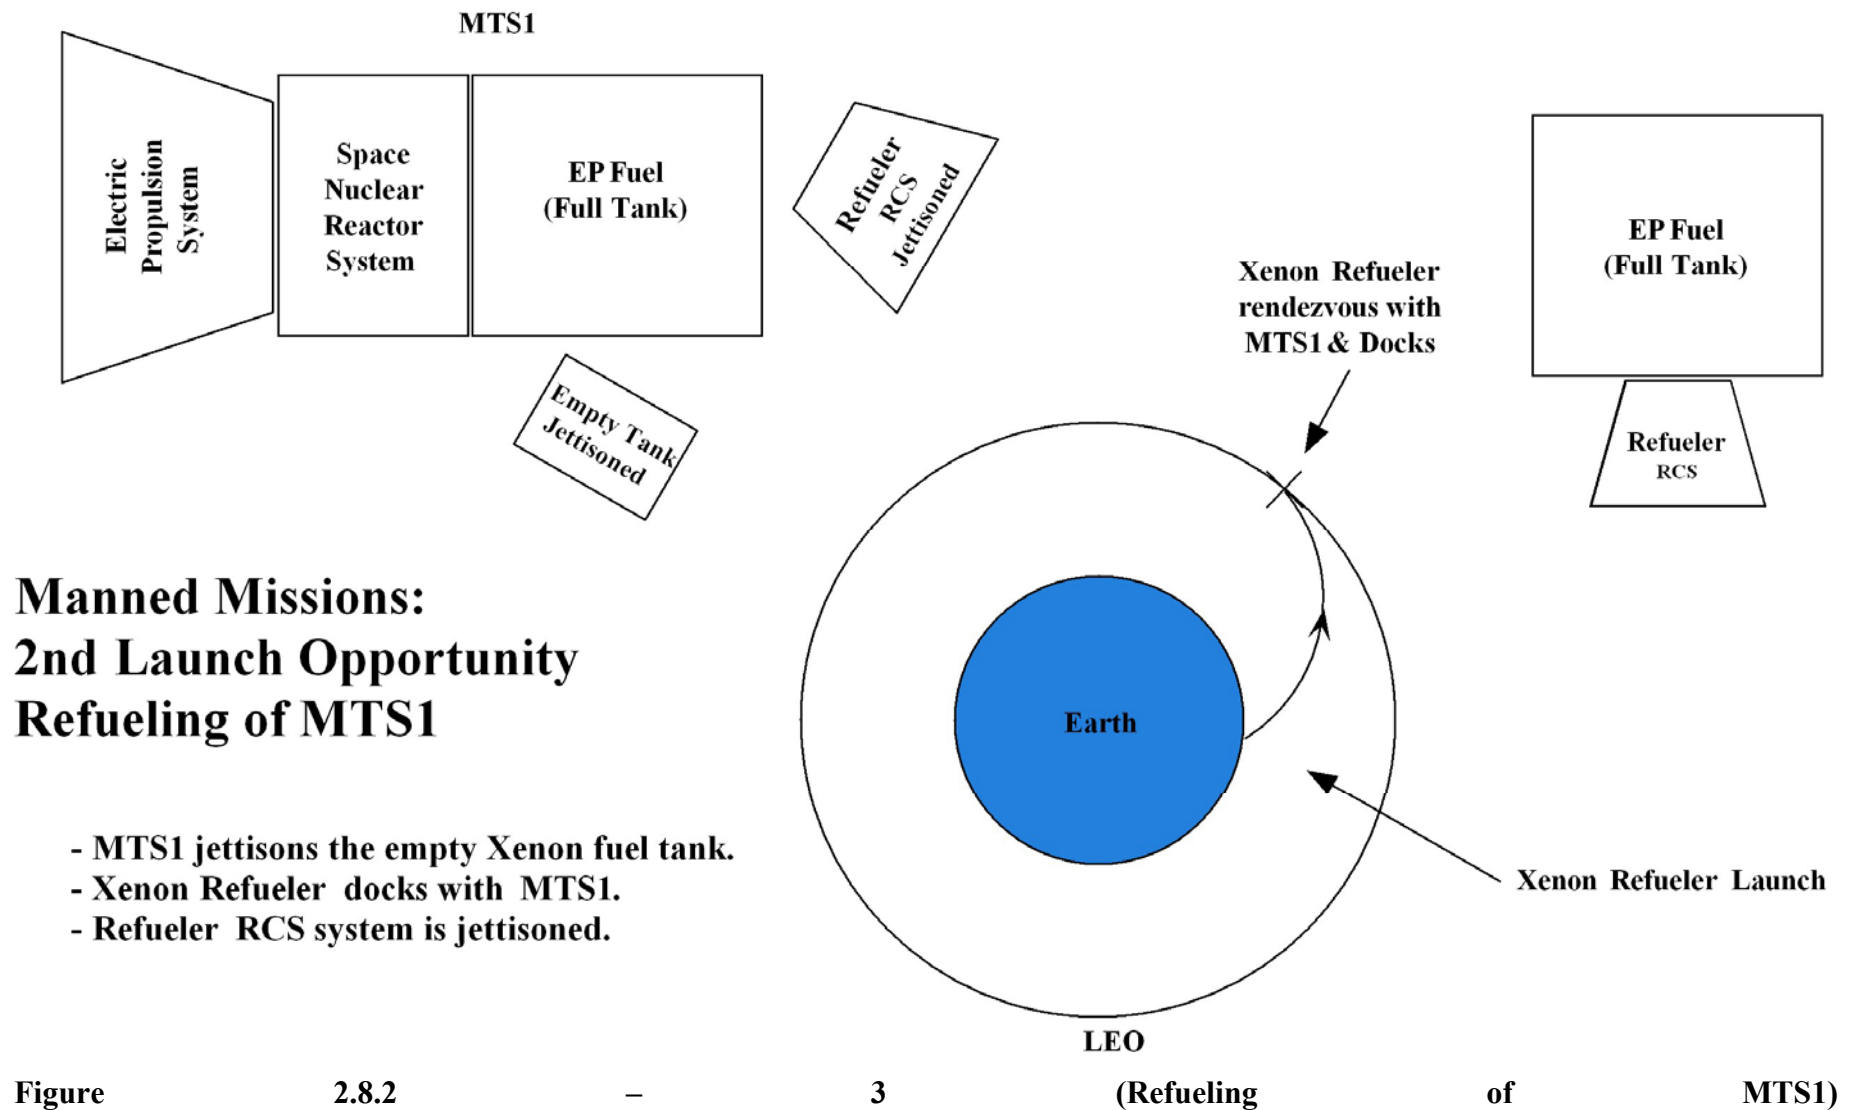 MTS1
Electric
Propulsion
System
Space
Nuclear
Reactor
System
EP Fuel
(Full Tank)
Refueler
RCS
Jettisoned
Empty Tank
Jettisoned
Xenon Refueler
rendezvous with
MTS1 & Docks
EP Fuel
(Full Tank)
Refueler
RCS
Manned Missions:
2nd Launch Opportunity
Refueling of MTS1
Earth
- MTS1 jettisons the empty Xenon fuel tank.
- Xenon Refueler docks with MTS1.
- Refueler RCS system is jettisoned.
Xenon Refueler Launch
LEO
Figure 2.8.2 – 3 (Refueling of MTS1)